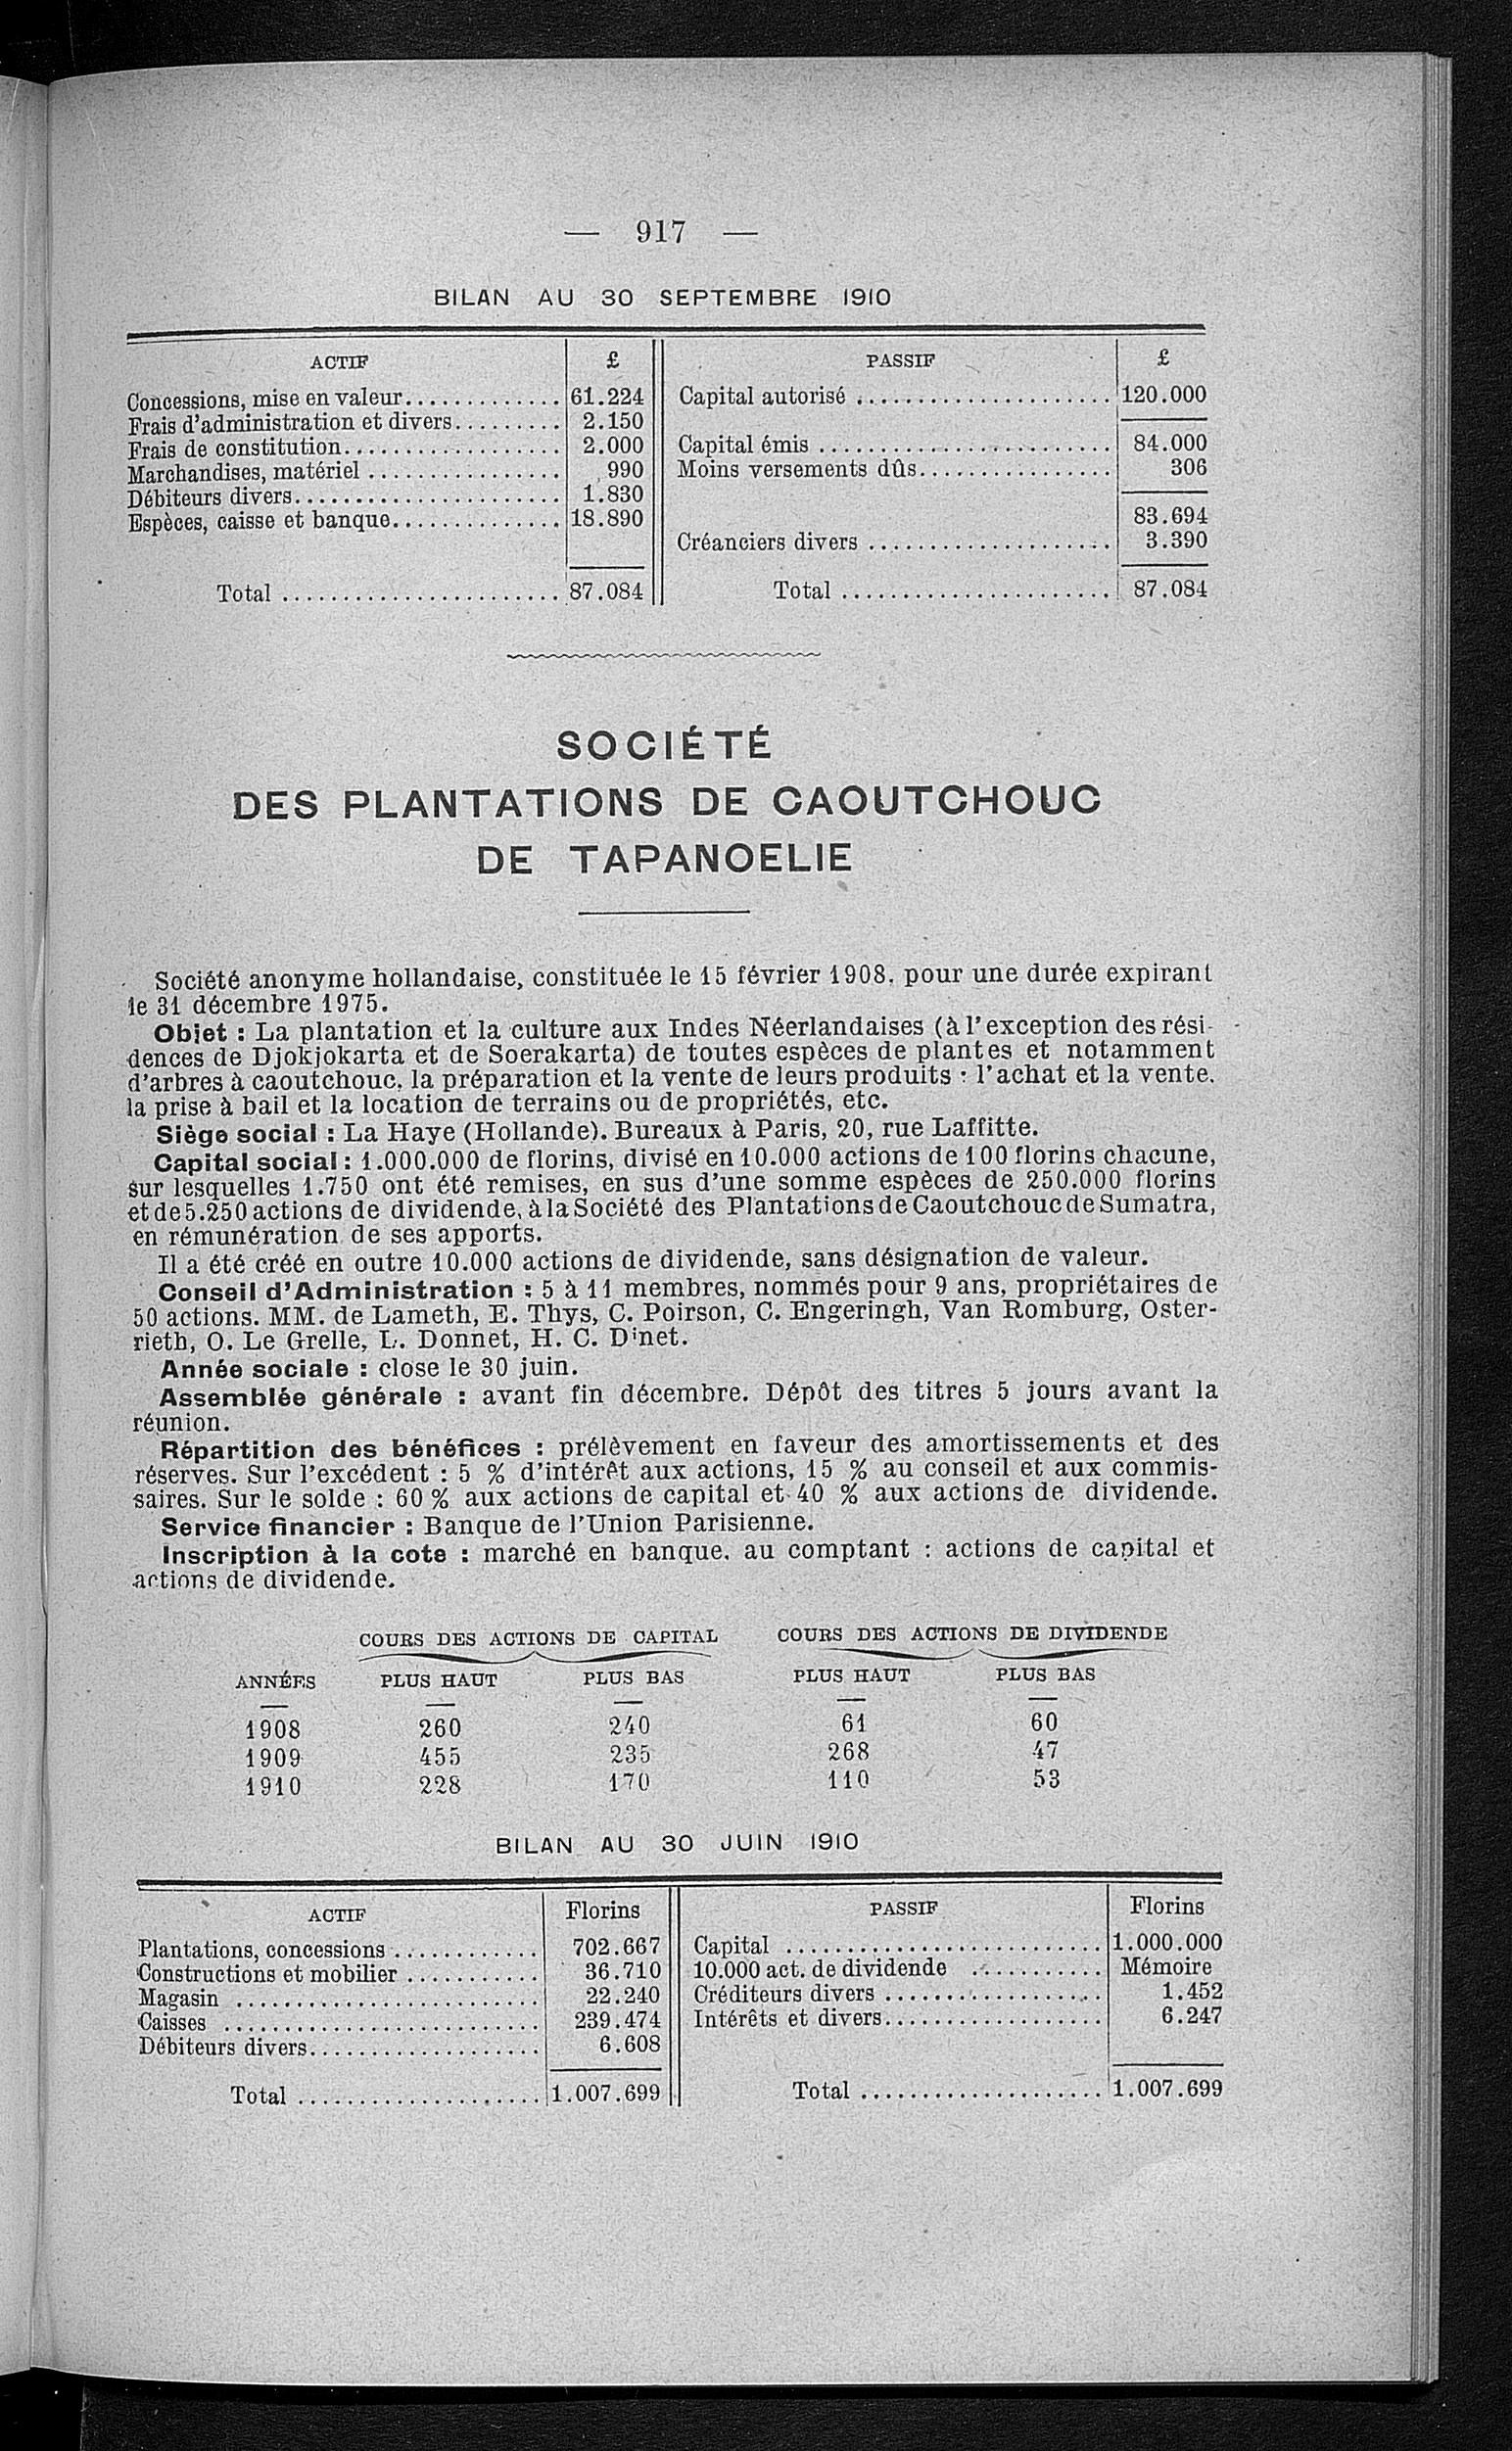 — 917 —
BILAN AU 30 SEPTEMBRE 1910
ACTIF £ PASSIF £
Concessions, mise en valeur............. 61.224 Capital autorisé ..................... 120.000
Frais d'administration et divers......... 2.150
Frais de constitution.................. 2.000 Capital émis ........................ 84.000
Marchandises, matériel ................ 990 Moins versements dûs................ 306
Débiteurs divers...................... 1.830
Espèces, caisse et banque.............. 18.890 83.694
Créanciers divers .................... 3.390
Total ....................... 87.084 Total ...................... 87.084
SOCIÉTÉ
DES PLANTATIONS DE CAOUTCHOUC
DE TAPANOELIE
Société anonyme hollandaise, constituée le 15 février 1908, pour une durée expirant
le 31 décembre 1975.
Objet : La plantation et la culture aux Indes Néerlandaises (à l'exception des rési-
dences de Djokjokarta et de Soerakarta) de toutes espèces de plantes et notamment
d'arbres à caoutchouc, la préparation et la vente de leurs produits : l'achat et la vente,
la prise à bail et la location de terrains ou de propriétés, etc.
Siège social : La Haye (Hollande). Bureaux à Paris, 20, rue Laffitte.
Capital social : 1.000.000 de florins, divisé en 10.000 actions de 100 florins chacune,
sur lesquelles 1.750 ont été remises, en sus d'une somme espèces de 250.000 florins
et de 5.250 actions de dividende, à la Société des Plantations de Caoutchouc de Sumatra,
en rémunération de ses apports.
Il a été créé en outre 10.000 actions de dividende, sans désignation de valeur.
Conseil d'Administration : 5 à 11 membres, nommés pour 9 ans, propriétaires de
50 actions. MM. de Lameth, E. Thys, C. Poirson, C. Engeringh, Van Romburg, Oster-
rieth, O. Le Grelle, L. Donnet, H. C. Dinet.
Année sociale : close le 30 juin.
Assemblée générale : avant fin décembre. Dépôt des titres 5 jours avant la
réunion.
Répartition des bénéfices : prélèvement en faveur des amortissements et des
réserves. Sur l'excédent : 5 % d'intérêt aux actions, 15 % au conseil et aux commis-
saires. Sur le solde : 60 % aux actions de capital et 40 % aux actions de dividende.
Service financier : Banque de l'Union Parisienne.
Inscription à la cote : marché en banque, au comptant : actions de capital et
actions de dividende.
COURS DES ACTIONS DE CAPITAL COURS DES ACTIONS DE DIVIDENDE
ANNÉES PLUS HAUT PLUS BAS PLUS HAUT PLUS BAS
1908 260 240 61 60
1909 455 235 268 47
1910 228 170 110 53
BILAN AU 30 JUIN 1910
ACTIF Florins PASSIF Florins
Plantations, concessions ............ 702.667 Capital .......................... 1.000.000
Constructions et mobilier ........... 36.710 10.000 act. de dividende ........... Mémoire
Magasin ......................... 22.240 Créditeurs divers .................. 1.452
Caisses .......................... 239.474 Intérêts et divers.................. 6.247
Débiteurs divers................... 6.608
Total .................... 1.007.699 Total .................... 1.007.699